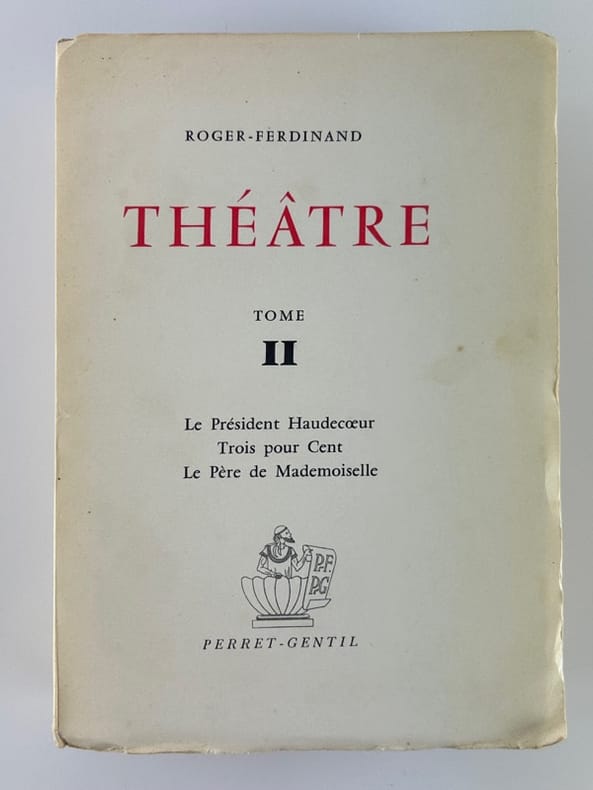 ROGER-FERDINAND
THÉÂTRE
TOME
II
Le Président Haudecœur
Trois pour Cent
Le Père de Mademoiselle
P.F.
P.G
PERRET-GENTIL